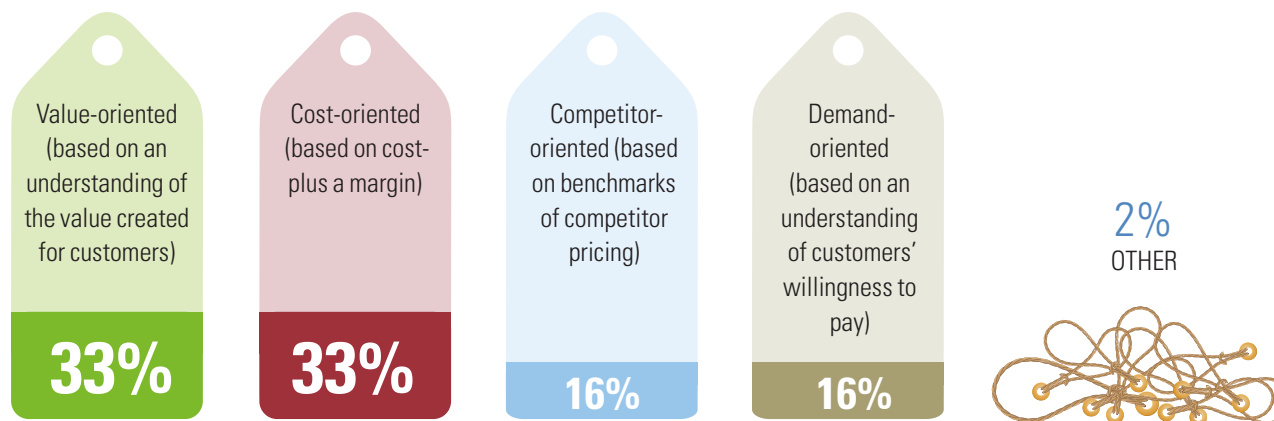 Value-oriented
(based on an
understanding of
the value created
for customers)
33%
Cost-oriented
(based on cost-
plus a margin)
33%
Competitor-
oriented (based
on benchmarks
of competitor
pricing)
16%
Demand-
oriented
(based on an
understanding
of customers’
willingness to
pay)
16%
2%
OTHER